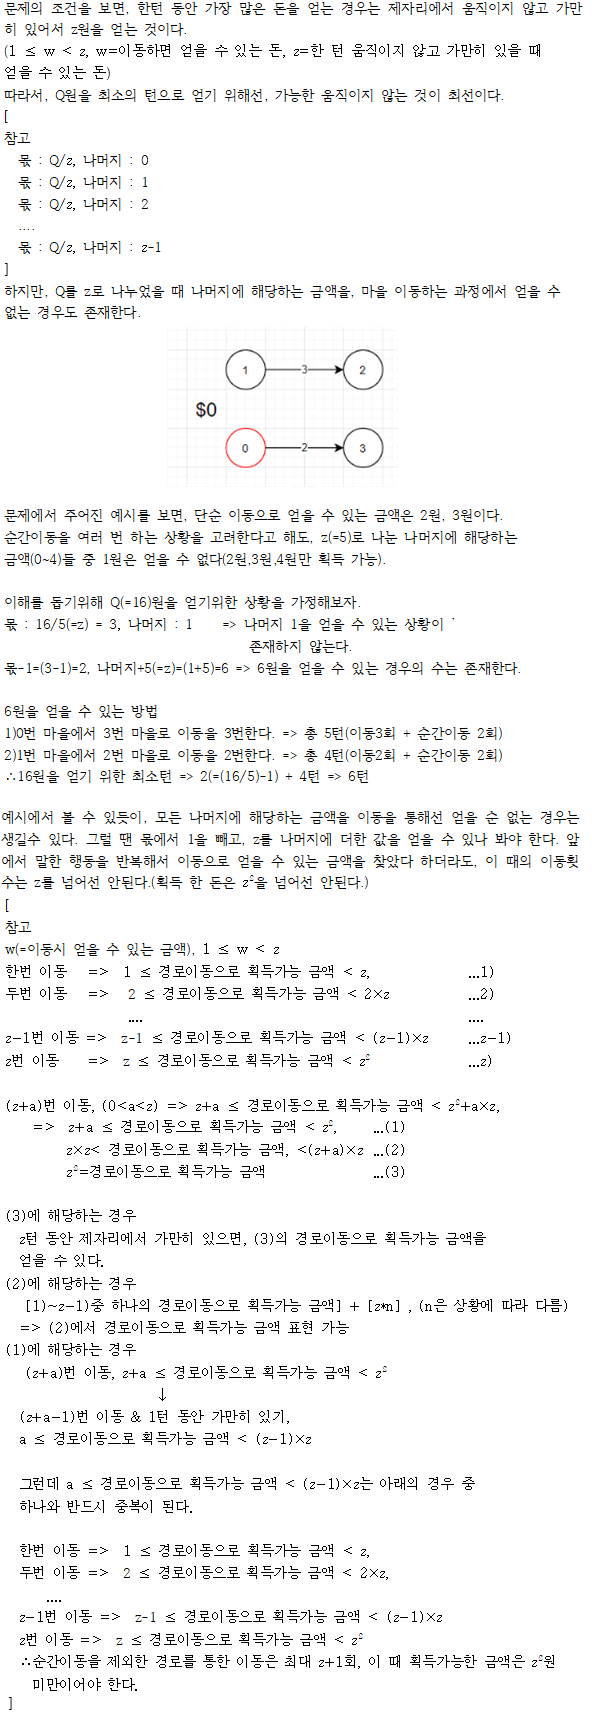 문제의 조건을 보면, 한턴 동안 가장 많은 돈을 얻는 경우는 제자리에서 움직이지 않고 가만
히 있어서 z원을 얻는 것이다.
(1 ≤ w < z, w=이동하면 얻을 수 있는 돈, z=한 턴 움직이지 않고 가만히 있을 때
얻을 수 있는 돈)
따라서, Q원을 최소의 턴으로 얻기 위해선, 가능한 움직이지 않는 것이 최선이다.
[
참고
몫 : Q/z, 나머지 : 0
몫 : Q/z, 나머지 : 1
몫 : Q/z, 나머지 : 2
....
몫 : Q/z, 나머지 : z-1
]
하지만, Q를 z로 나누었을 때 나머지에 해당하는 금액을, 마을 이동하는 과정에서 얻을 수
없는 경우도 존재한다.
1 3 2
$0
0 2 3
문제에서 주어진 예시를 보면, 단순 이동으로 얻을 수 있는 금액은 2원, 3원이다.
순간이동을 여러 번 하는 상황을 고려한다고 해도, z(=5)로 나눈 나머지에 해당하는
금액(0~4)들 중 1원은 얻을 수 없다(2원,3원,4원만 획득 가능).
이해를 돕기위해 Q(=16)원을 얻기위한 상황을 가정해보자.
몫 : 16/5(=z) = 3, 나머지 : 1 => 나머지 1을 얻을 수 있는 상황이 '
존재하지 않는다.
몫-1=(3-1)=2, 나머지+5(=z)=(1+5)=6 => 6원을 얻을 수 있는 경우의 수는 존재한다.
6원을 얻을 수 있는 방법
1)0번 마을에서 3번 마을로 이동을 3번한다. => 총 5턴(이동3회 + 순간이동 2회)
2)1번 마을에서 2번 마을로 이동을 2번한다. => 총 4턴(이동2회 + 순간이동 2회)
∴16원을 얻기 위한 최소턴 => 2(=(16/5)-1) + 4턴 => 6턴
예시에서 볼 수 있듯이, 모든 나머지에 해당하는 금액을 이동을 통해선 얻을 순 없는 경우는
생길수 있다. 그럴 땐 몫에서 1을 빼고, z를 나머지에 더한 값을 얻을 수 있나 봐야 한다. 앞
에서 말한 행동을 반복해서 이동으로 얻을 수 있는 금액을 찾았다 하더라도, 이 때의 이동횟
수는 z를 넘어선 안된다.(획득 한 돈은 z²을 넘어선 안된다.)
[
참고
w(=이동시 얻을 수 있는 금액), 1 ≤ w < z
한번 이동 => 1 ≤ 경로이동으로 획득가능 금액 < z, ...1)
두번 이동 => 2 ≤ 경로이동으로 획득가능 금액 < 2×z ...2)
.... ....
z-1번 이동 => z-1 ≤ 경로이동으로 획득가능 금액 < (z-1)×z ...z-1)
z번 이동 => z ≤ 경로이동으로 획득가능 금액 < z² ...z)
(z+a)번 이동, (0<a<z) => z+a ≤ 경로이동으로 획득가능 금액 < z²+a×z,
=> z+a ≤ 경로이동으로 획득가능 금액 < z², ...(1)
z×z< 경로이동으로 획득가능 금액, <(z+a)×z ...(2)
z²=경로이동으로 획득가능 금액 ...(3)
(3)에 해당하는 경우
z턴 동안 제자리에서 가만히 있으면, (3)의 경로이동으로 획득가능 금액을
얻을 수 있다.
(2)에 해당하는 경우
[1)~z-1)중 하나의 경로이동으로 획득가능 금액] + [z*n] , (n은 상황에 따라 다름)
=> (2)에서 경로이동으로 획득가능 금액 표현 가능
(1)에 해당하는 경우
(z+a)번 이동, z+a ≤ 경로이동으로 획득가능 금액 < z²
↓
(z+a-1)번 이동 & 1턴 동안 가만히 있기,
a ≤ 경로이동으로 획득가능 금액 < (z-1)×z
그런데 a ≤ 경로이동으로 획득가능 금액 < (z-1)×z는 아래의 경우 중
하나와 반드시 중복이 된다.
한번 이동 => 1 ≤ 경로이동으로 획득가능 금액 < z,
두번 이동 => 2 ≤ 경로이동으로 획득가능 금액 < 2×z,
....
z-1번 이동 => z-1 ≤ 경로이동으로 획득가능 금액 < (z-1)×z
z번 이동 => z ≤ 경로이동으로 획득가능 금액 < z²
∴순간이동을 제외한 경로를 통한 이동은 최대 z+1회, 이 때 획득가능한 금액은 z²원
미만이어야 한다.
]